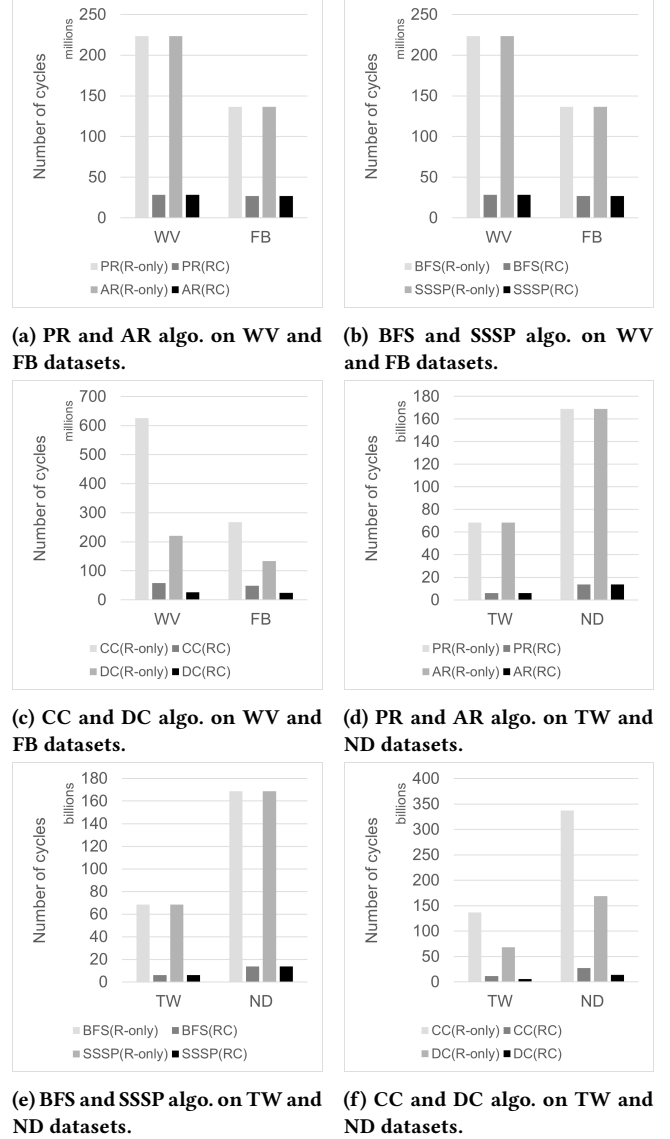 250
200
150
100
50
0
Number of cycles
millions
WV FB
PR(R-only) PR(RC)
AR(R-only) AR(RC)
(a) PR and AR algo. on WV and
FB datasets.
250
200
150
100
50
0
Number of cycles
millions
WV FB
BFS(R-only) BFS(RC)
SSSP(R-only) SSSP(RC)
(b) BFS and SSSP algo. on WV
and FB datasets.
700
600
500
400
300
200
100
0
Number of cycles
millions
WV FB
CC(R-only) CC(RC)
DC(R-only) DC(RC)
(c) CC and DC algo. on WV and
FB datasets.
180
160
140
120
100
80
60
40
20
0
Number of cycles
billions
TW ND
PR(R-only) PR(RC)
AR(R-only) AR(RC)
(d) PR and AR algo. on TW and
ND datasets.
180
160
140
120
100
80
60
40
20
0
Number of cycles
billions
TW ND
BFS(R-only) BFS(RC)
SSSP(R-only) SSSP(RC)
(e) BFS and SSSP algo. on TW and
ND datasets.
400
350
300
250
200
150
100
50
0
Number of cycles
billions
TW ND
CC(R-only) CC(RC)
DC(R-only) DC(RC)
(f) CC and DC algo. on TW and
ND datasets.